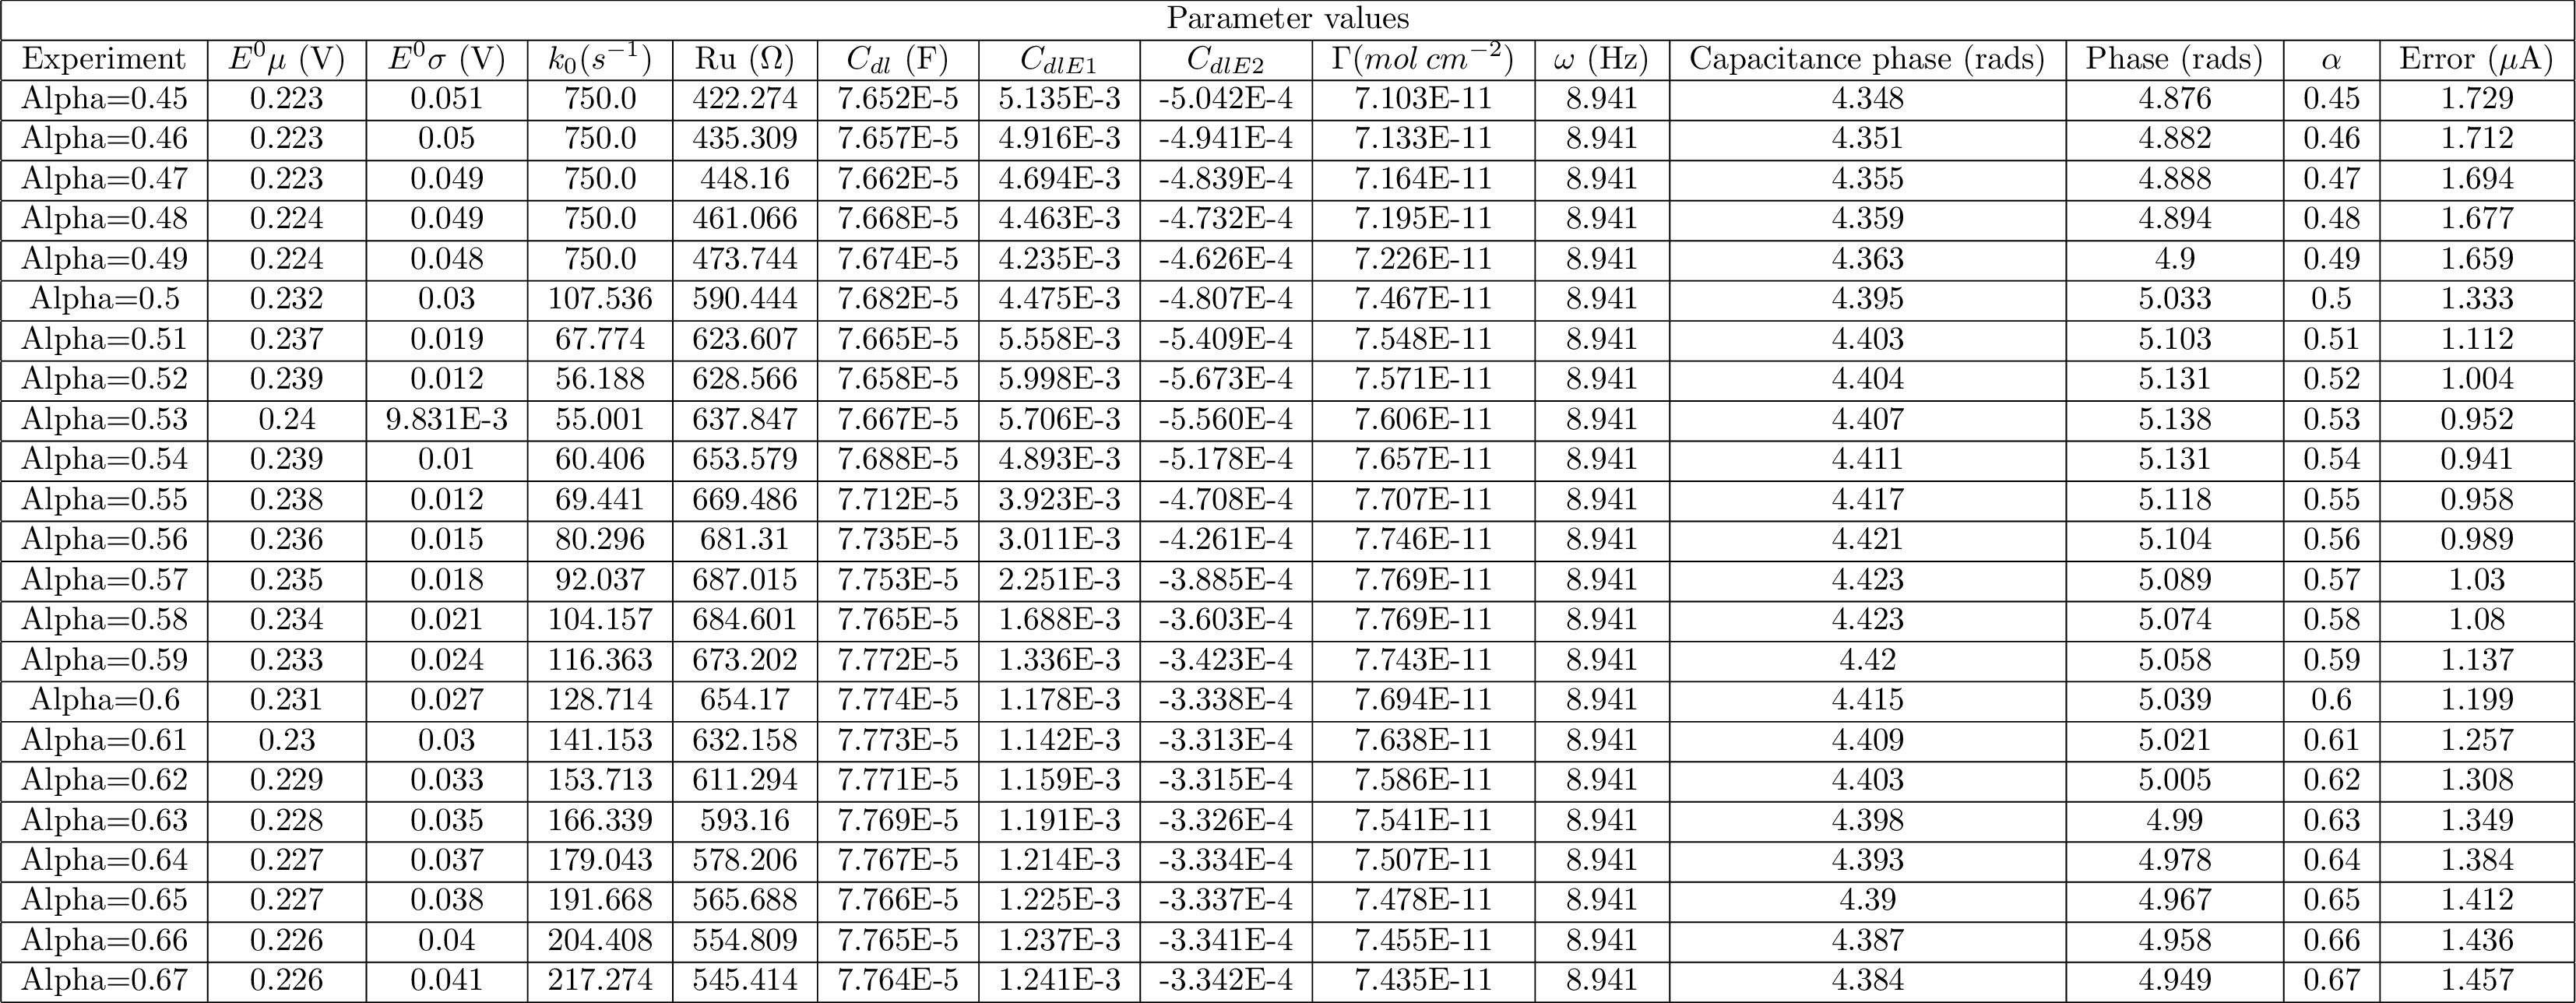 Parameter values
Experiment E⁰μ (V) E⁰σ (V) k₀(s⁻¹) Ru (Ω) C_dl (F) C_dlE1 C_dlE2 Γ(mol cm⁻²) ω (Hz) Capacitance phase (rads) Phase (rads) α Error (μA)
Alpha=0.45 0.223 0.051 750.0 422.274 7.652E-5 5.135E-3 -5.042E-4 7.103E-11 8.941 4.348 4.876 0.45 1.729
Alpha=0.46 0.223 0.05 750.0 435.309 7.657E-5 4.916E-3 -4.941E-4 7.133E-11 8.941 4.351 4.882 0.46 1.712
Alpha=0.47 0.223 0.049 750.0 448.16 7.662E-5 4.694E-3 -4.839E-4 7.164E-11 8.941 4.355 4.888 0.47 1.694
Alpha=0.48 0.224 0.049 750.0 461.066 7.668E-5 4.463E-3 -4.732E-4 7.195E-11 8.941 4.359 4.894 0.48 1.677
Alpha=0.49 0.224 0.048 750.0 473.744 7.674E-5 4.235E-3 -4.626E-4 7.226E-11 8.941 4.363 4.9 0.49 1.659
Alpha=0.5 0.232 0.03 107.536 590.444 7.682E-5 4.475E-3 -4.807E-4 7.467E-11 8.941 4.395 5.033 0.5 1.333
Alpha=0.51 0.237 0.019 67.774 623.607 7.665E-5 5.558E-3 -5.409E-4 7.548E-11 8.941 4.403 5.103 0.51 1.112
Alpha=0.52 0.239 0.012 56.188 628.566 7.658E-5 5.998E-3 -5.673E-4 7.571E-11 8.941 4.404 5.131 0.52 1.004
Alpha=0.53 0.24 9.831E-3 55.001 637.847 7.667E-5 5.706E-3 -5.560E-4 7.606E-11 8.941 4.407 5.138 0.53 0.952
Alpha=0.54 0.239 0.01 60.406 653.579 7.688E-5 4.893E-3 -5.178E-4 7.657E-11 8.941 4.411 5.131 0.54 0.941
Alpha=0.55 0.238 0.012 69.441 669.486 7.712E-5 3.923E-3 -4.708E-4 7.707E-11 8.941 4.417 5.118 0.55 0.958
Alpha=0.56 0.236 0.015 80.296 681.31 7.735E-5 3.011E-3 -4.261E-4 7.746E-11 8.941 4.421 5.104 0.56 0.989
Alpha=0.57 0.235 0.018 92.037 687.015 7.753E-5 2.251E-3 -3.885E-4 7.769E-11 8.941 4.423 5.089 0.57 1.03
Alpha=0.58 0.234 0.021 104.157 684.601 7.765E-5 1.688E-3 -3.603E-4 7.769E-11 8.941 4.423 5.074 0.58 1.08
Alpha=0.59 0.233 0.024 116.363 673.202 7.772E-5 1.336E-3 -3.423E-4 7.743E-11 8.941 4.42 5.058 0.59 1.137
Alpha=0.6 0.231 0.027 128.714 654.17 7.774E-5 1.178E-3 -3.338E-4 7.694E-11 8.941 4.415 5.039 0.6 1.199
Alpha=0.61 0.23 0.03 141.153 632.158 7.773E-5 1.142E-3 -3.313E-4 7.638E-11 8.941 4.409 5.021 0.61 1.257
Alpha=0.62 0.229 0.033 153.713 611.294 7.771E-5 1.159E-3 -3.315E-4 7.586E-11 8.941 4.403 5.005 0.62 1.308
Alpha=0.63 0.228 0.035 166.339 593.16 7.769E-5 1.191E-3 -3.326E-4 7.541E-11 8.941 4.398 4.99 0.63 1.349
Alpha=0.64 0.227 0.037 179.043 578.206 7.767E-5 1.214E-3 -3.334E-4 7.507E-11 8.941 4.393 4.978 0.64 1.384
Alpha=0.65 0.227 0.038 191.668 565.688 7.766E-5 1.225E-3 -3.337E-4 7.478E-11 8.941 4.39 4.967 0.65 1.412
Alpha=0.66 0.226 0.04 204.408 554.809 7.765E-5 1.237E-3 -3.341E-4 7.455E-11 8.941 4.387 4.958 0.66 1.436
Alpha=0.67 0.226 0.041 217.274 545.414 7.764E-5 1.241E-3 -3.342E-4 7.435E-11 8.941 4.384 4.949 0.67 1.457